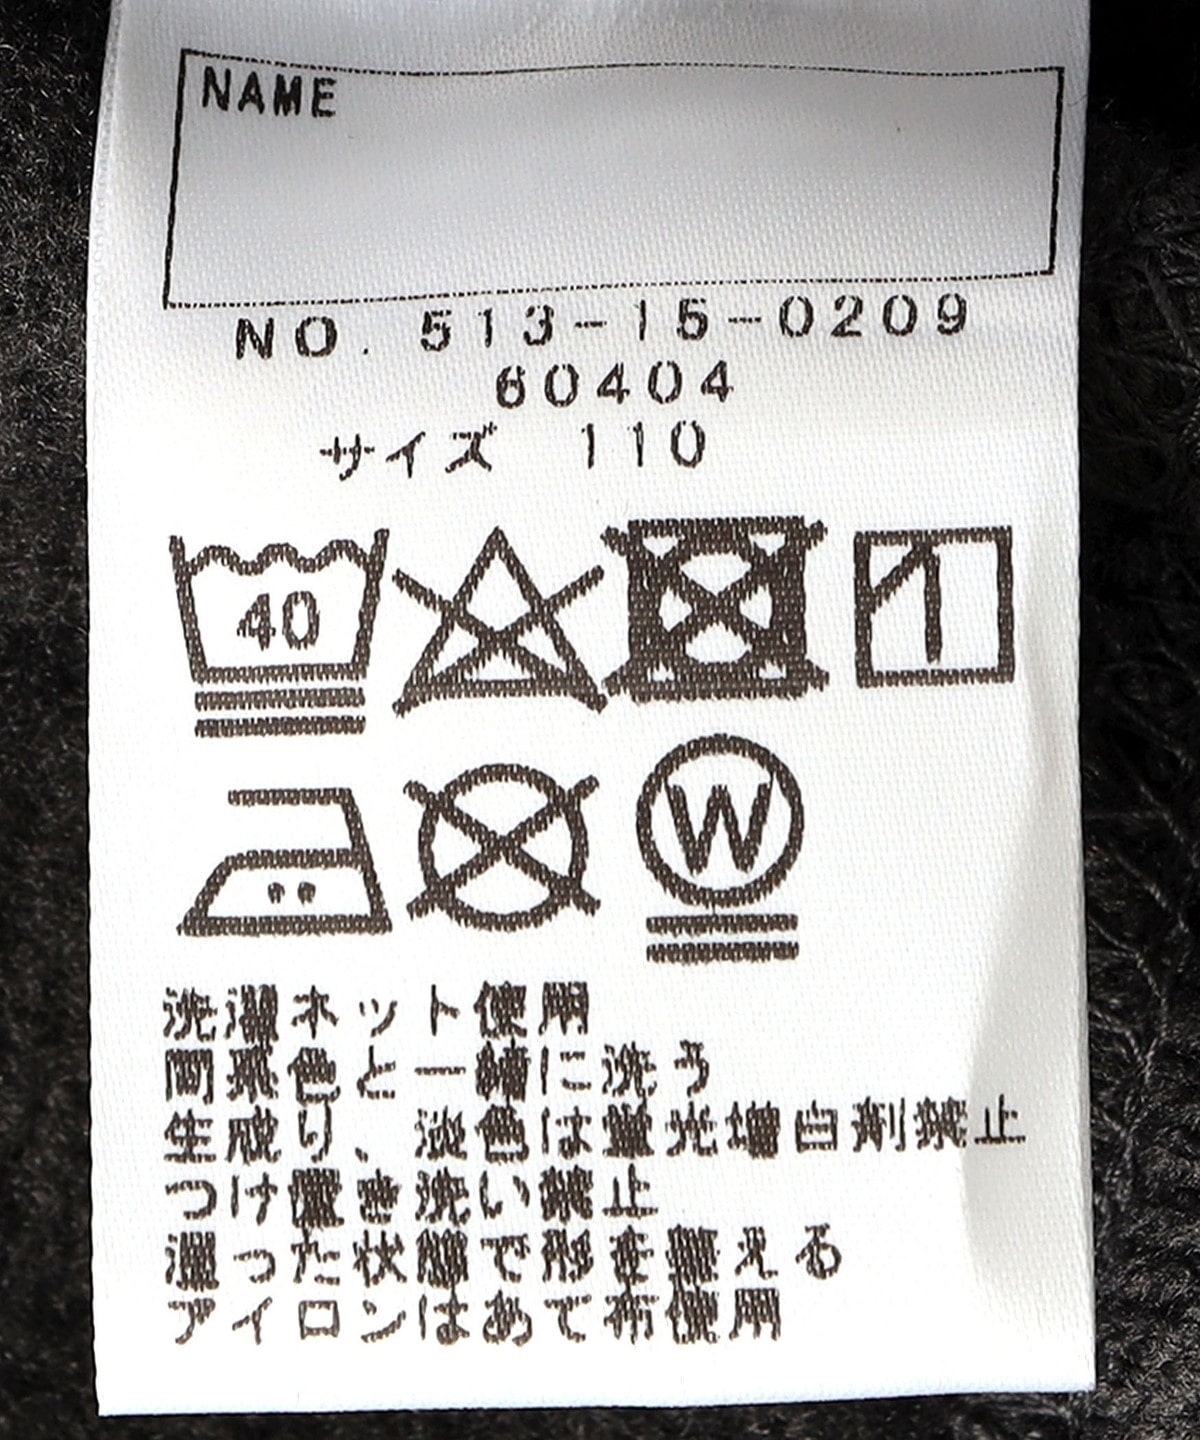 NAME
NO. 513-15-0209
60404
サイズ 110
40
W
洗濯ネット使用
同系色と一緒に洗う
生成り、淡色は蛍光増白剤禁止
つけ置き洗い禁止
湿った状態で形を整える
アイロンはあて布使用